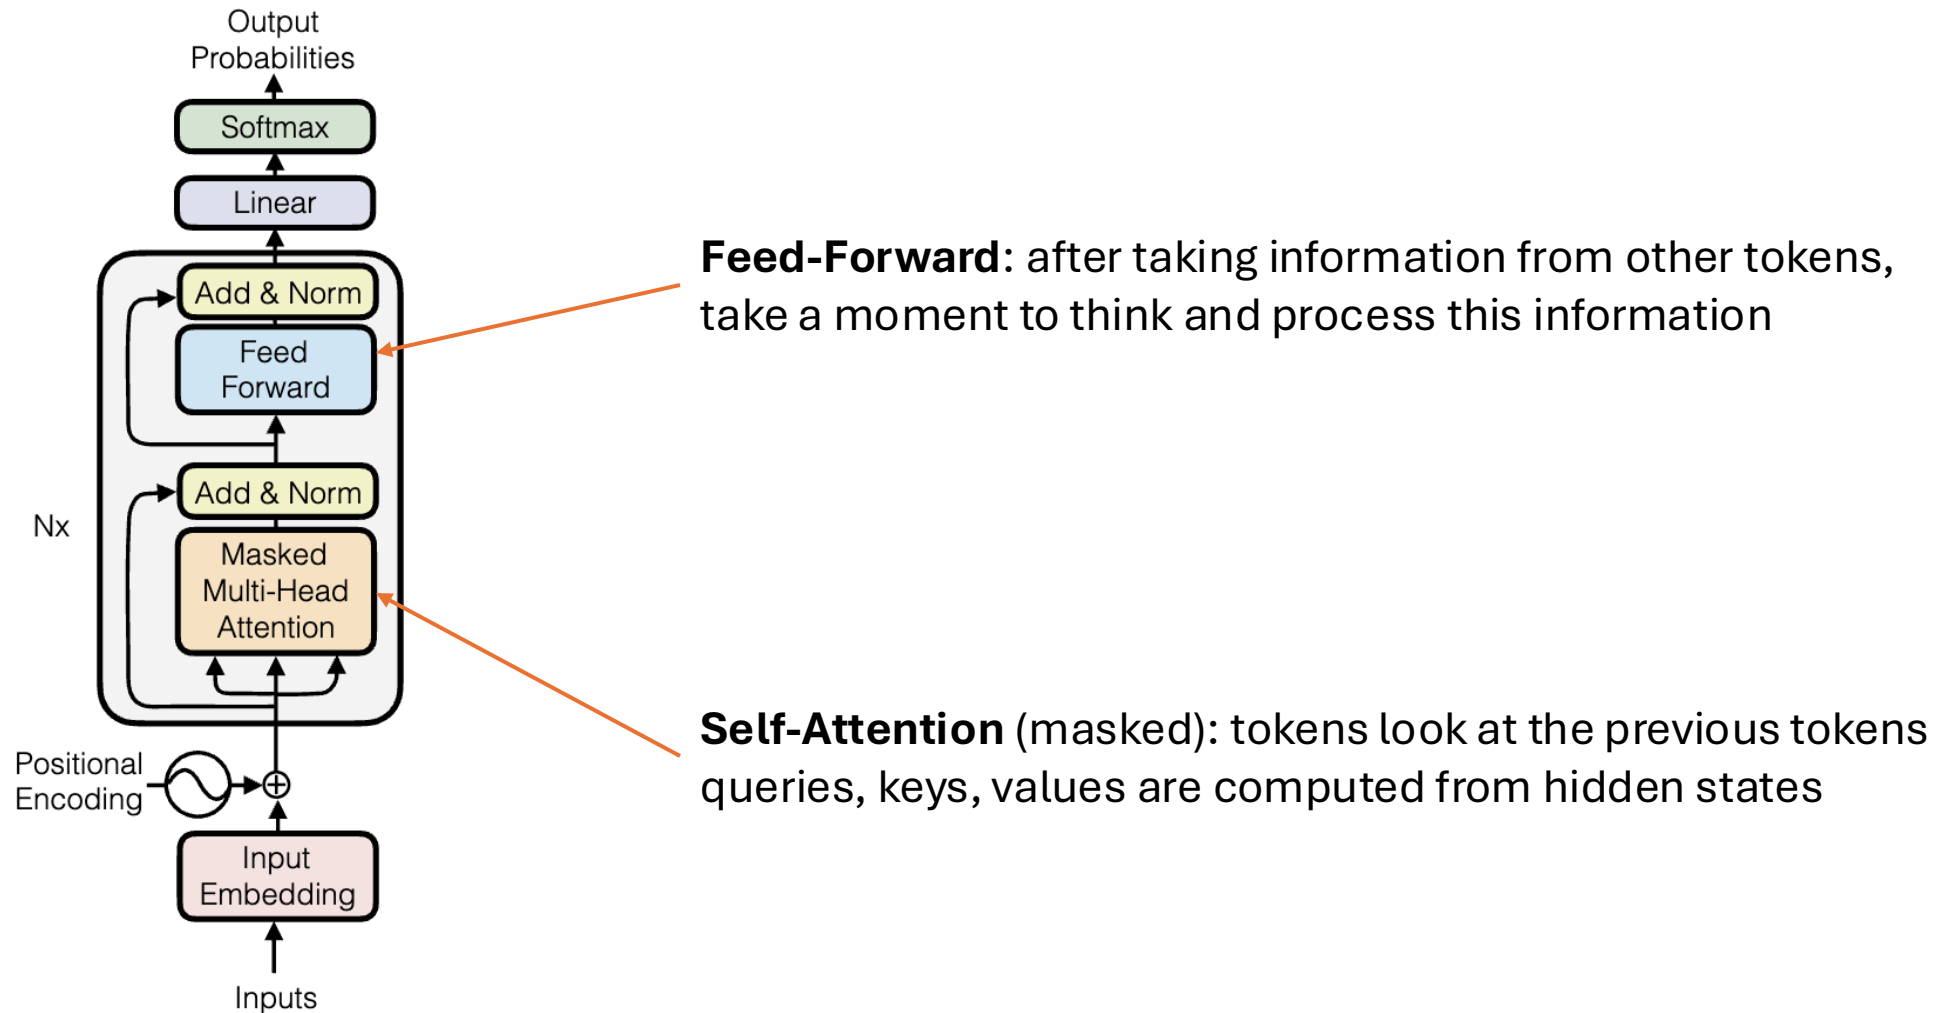 Output
Probabilities
Softmax
Linear
Add & Norm
Feed
Forward
Add & Norm
Nx
Masked
Multi-Head
Attention
Positional
Encoding
Input
Embedding
Inputs
Feed-Forward: after taking information from other tokens,
take a moment to think and process this information
Self-Attention (masked): tokens look at the previous tokens
queries, keys, values are computed from hidden states